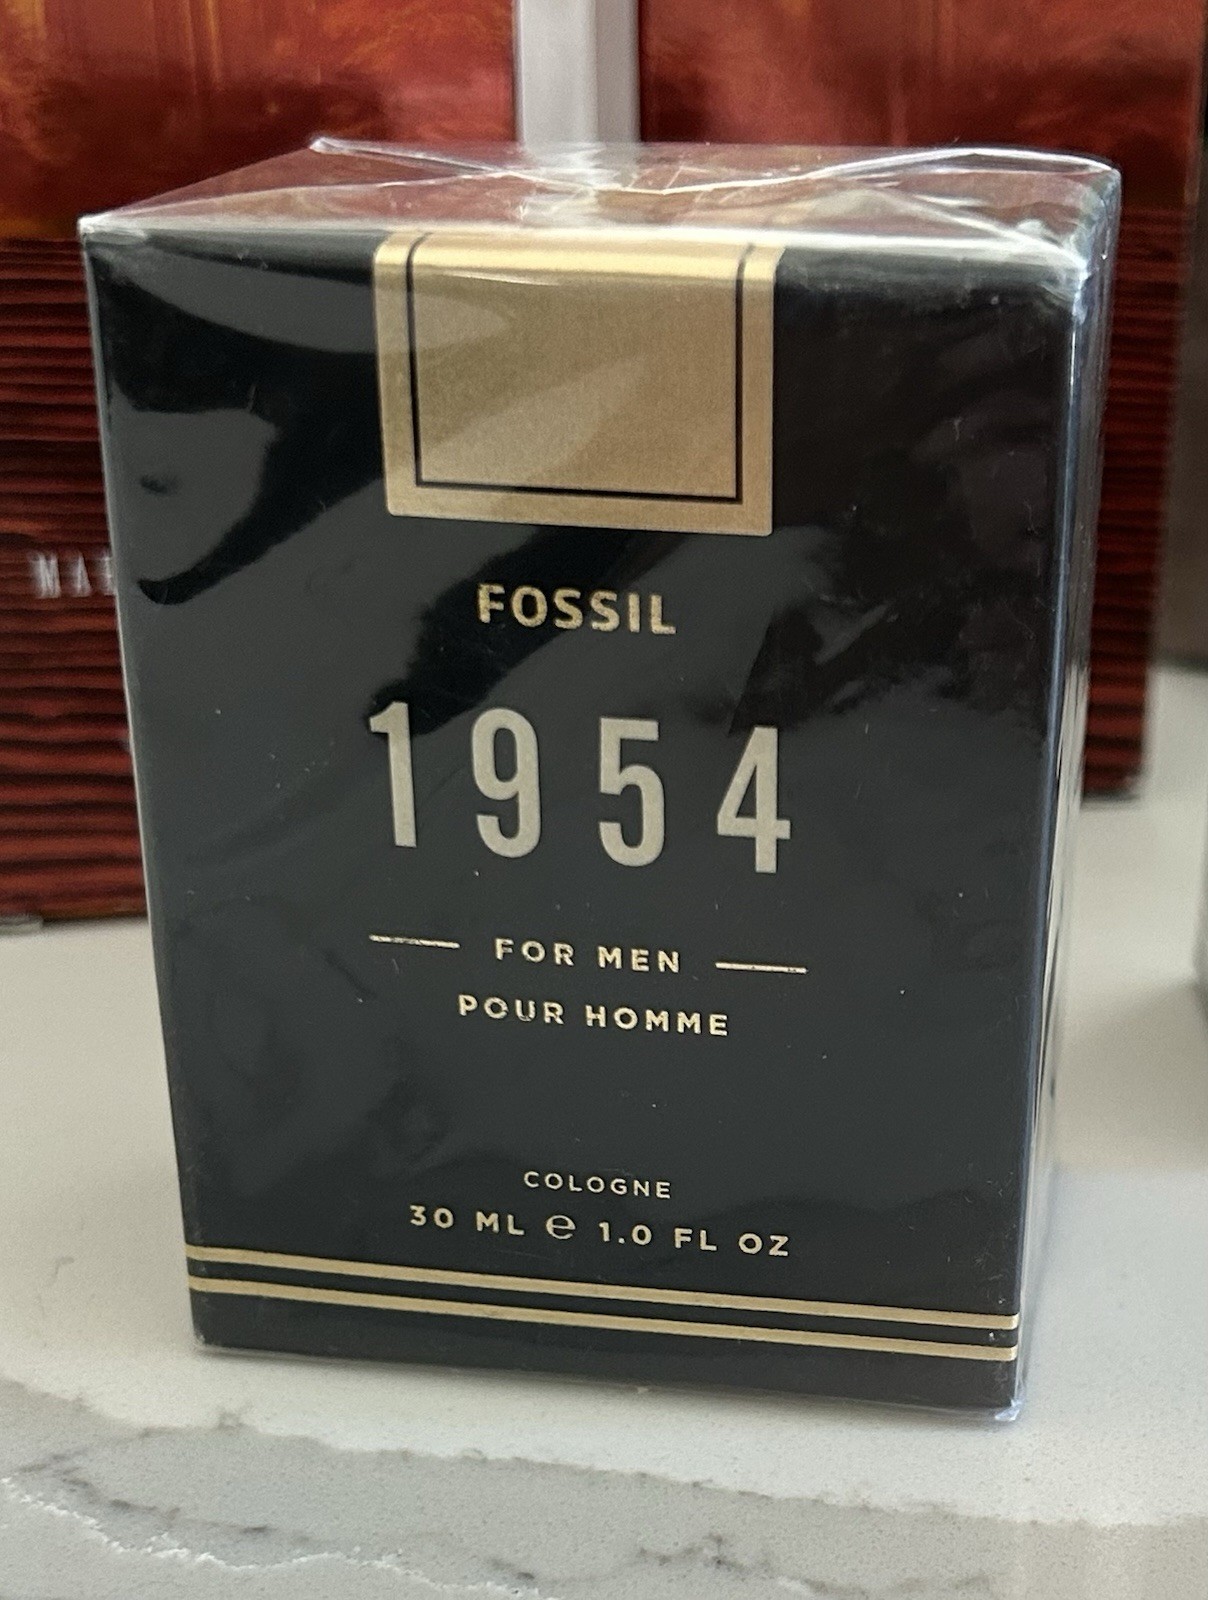 FOSSIL
1954
FOR MEN
POUR HOMME
COLOGNE
30 ML ℮ 1.0 FL OZ